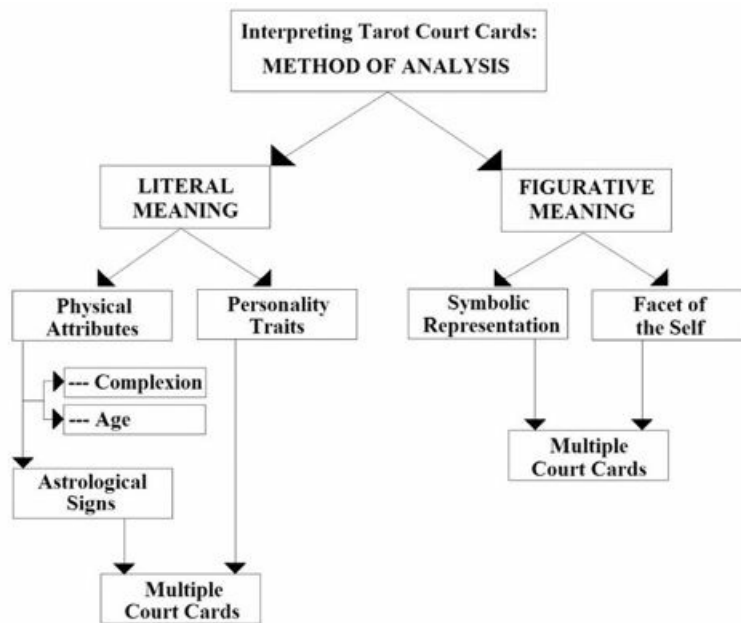 Interpreting Tarot Court Cards:
METHOD OF ANALYSIS
LITERAL
MEANING
FIGURATIVE
MEANING
Physical
Attributes
Personality
Traits
Symbolic
Representation
Facet of
the Self
--- Complexion
--- Age
Astrological
Signs
Multiple
Court Cards
Multiple
Court Cards